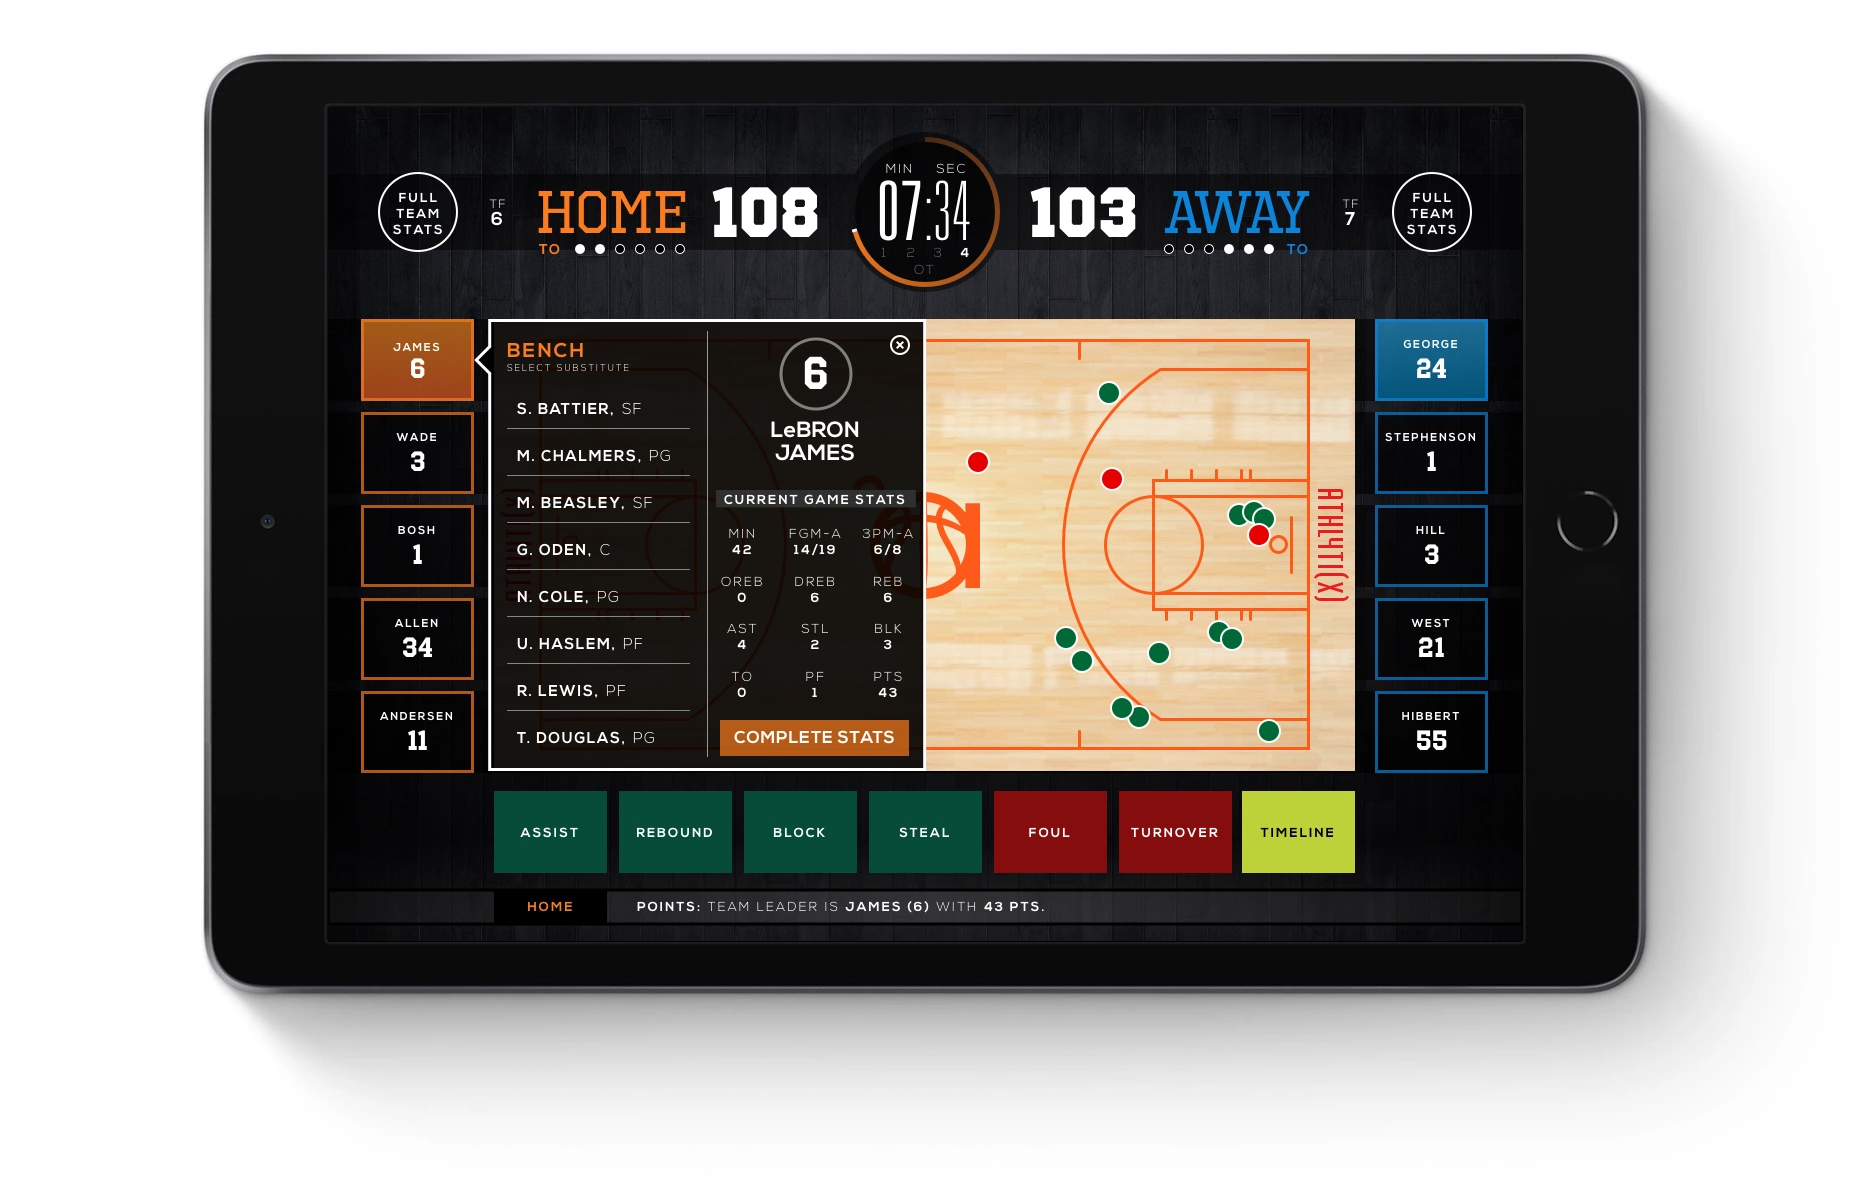 FULL
TEAM
STATS
TF
6
HOME
TO
108
MIN SEC
07:34
1 2 3 4
OT
103
AWAY
TO
TF
7
FULL
TEAM
STATS
JAMES
6
WADE
3
BOSH
1
ALLEN
34
ANDERSEN
11
BENCH
SELECT SUBSTITUTE
S. BATTIER, SF
M. CHALMERS, PG
M. BEASLEY, SF
G. ODEN, C
N. COLE, PG
U. HASLEM, PF
R. LEWIS, PF
T. DOUGLAS, PG
6
LeBRON
JAMES
CURRENT GAME STATS
MIN FGM-A 3PM-A
42 14/19 6/8
OREB DREB REB
0 6 6
AST STL BLK
4 2 3
TO PF PTS
0 1 43
COMPLETE STATS
ATHLYTI(X)
GEORGE
24
STEPHENSON
1
HILL
3
WEST
21
HIBBERT
55
ASSIST
REBOUND
BLOCK
STEAL
FOUL
TURNOVER
TIMELINE
HOME
POINTS: TEAM LEADER IS JAMES (6) WITH 43 PTS.